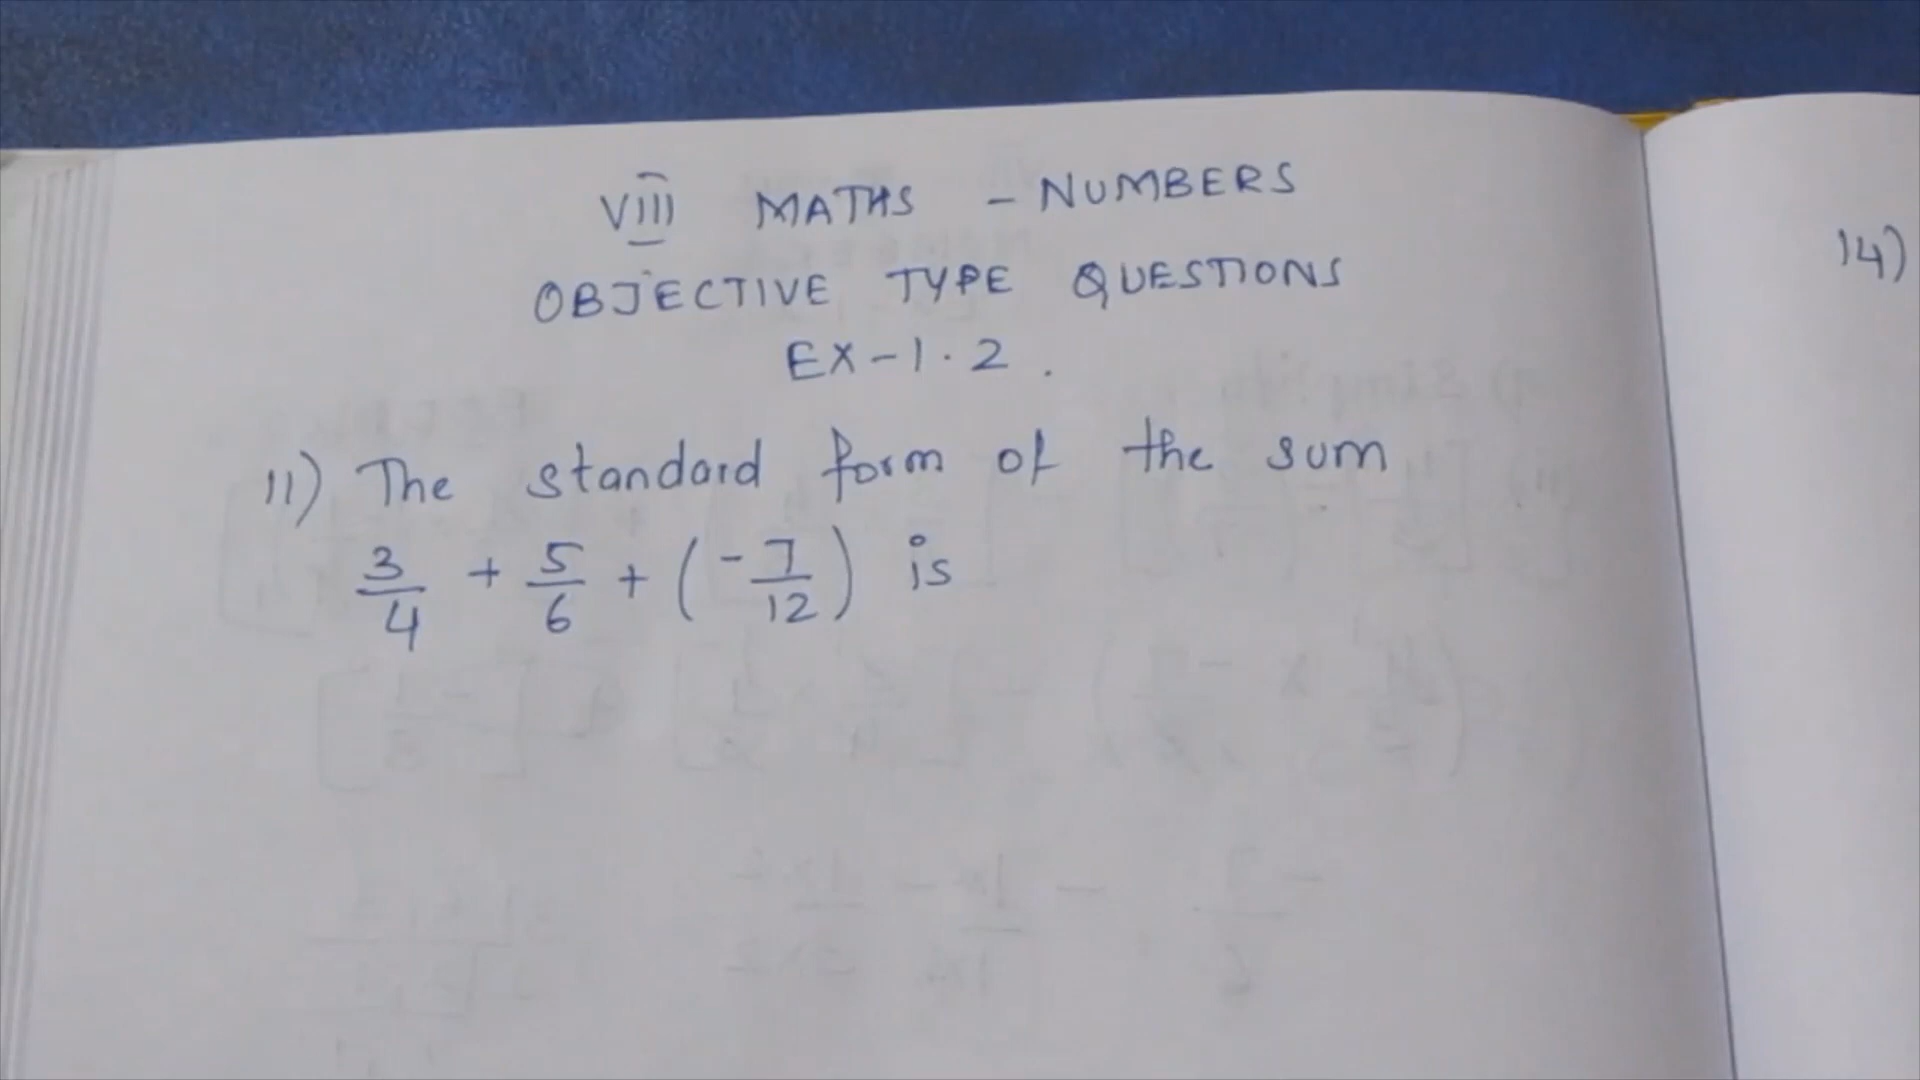 VIII MATHS - NUMBERS
OBJECTIVE TYPE QUESTIONS
EX-1.2.
11) The standard form of the sum
3/4 + 5/6 + (-7/12) is
14)